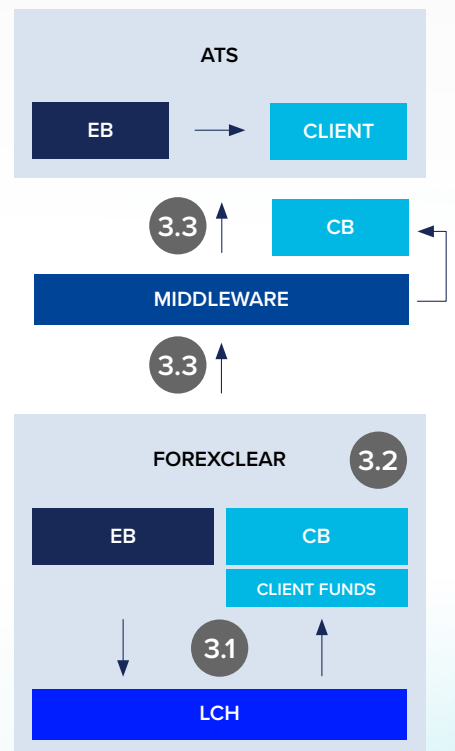 ATS
EB
CLIENT
3.3
CB
MIDDLEWARE
3.3
FOREXCLEAR
3.2
EB
CB
CLIENT FUNDS
3.1
LCH